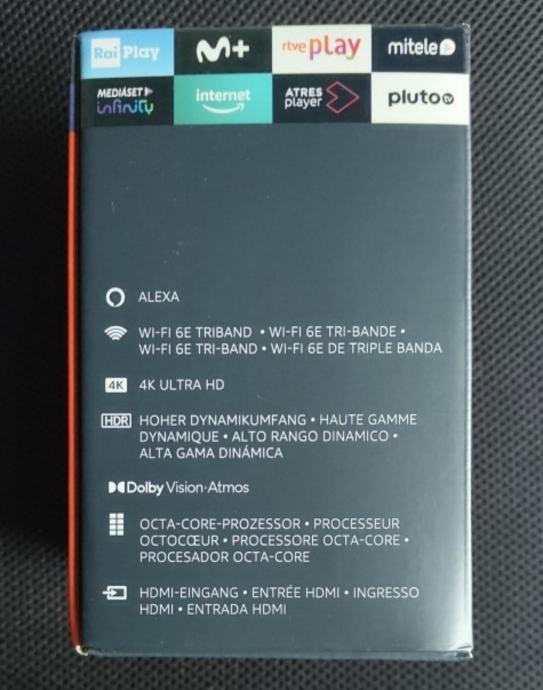 Rai Play M+ rtve play mitele
MEDIASET infinity internet ATRES player pluto tv
ALEXA
WI-FI 6E TRIBAND • WI-FI 6E TRI-BANDE •
WI-FI 6E TRI-BAND • WI-FI 6E DE TRIPLE BANDA
4K 4K ULTRA HD
HDR HOHER DYNAMIKUMFANG • HAUTE GAMME
DYNAMIQUE • ALTO RANGO DINAMICO •
ALTA GAMA DINÁMICA
Dolby Vision·Atmos
OCTA-CORE-PROZESSOR • PROCESSEUR
OCTOCŒUR • PROCESSORE OCTA-CORE •
PROCESADOR OCTA-CORE
HDMI-EINGANG • ENTRÉE HDMI • INGRESSO
HDMI • ENTRADA HDMI